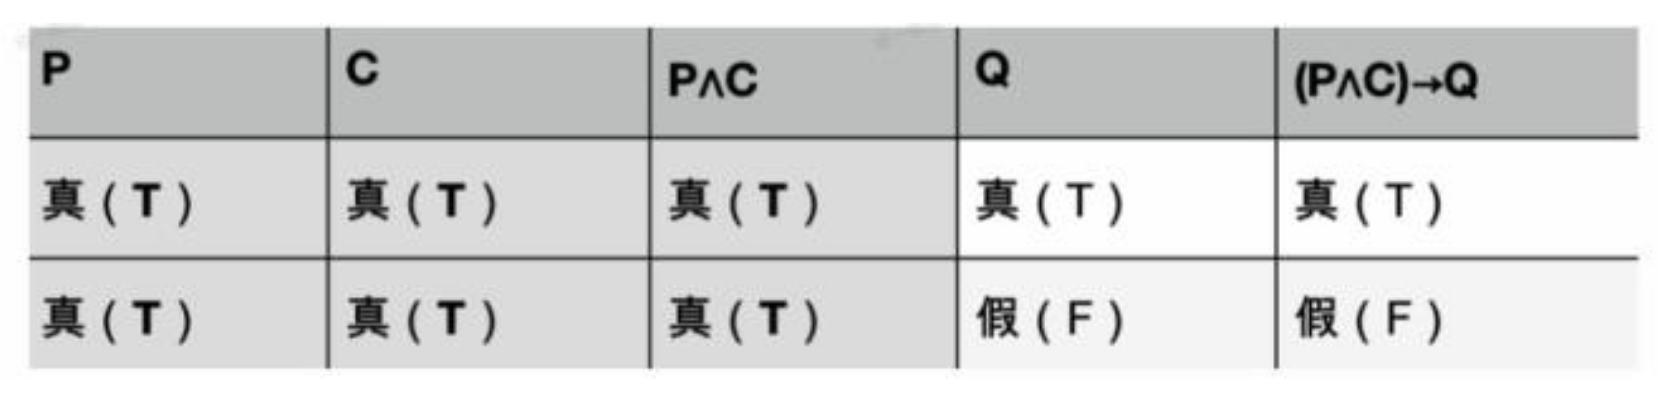 P C P∧C Q (P∧C)→Q
真 ( T ) 真 ( T ) 真 ( T ) 真 ( T ) 真 ( T )
真 ( T ) 真 ( T ) 真 ( T ) 假 ( F ) 假 ( F )